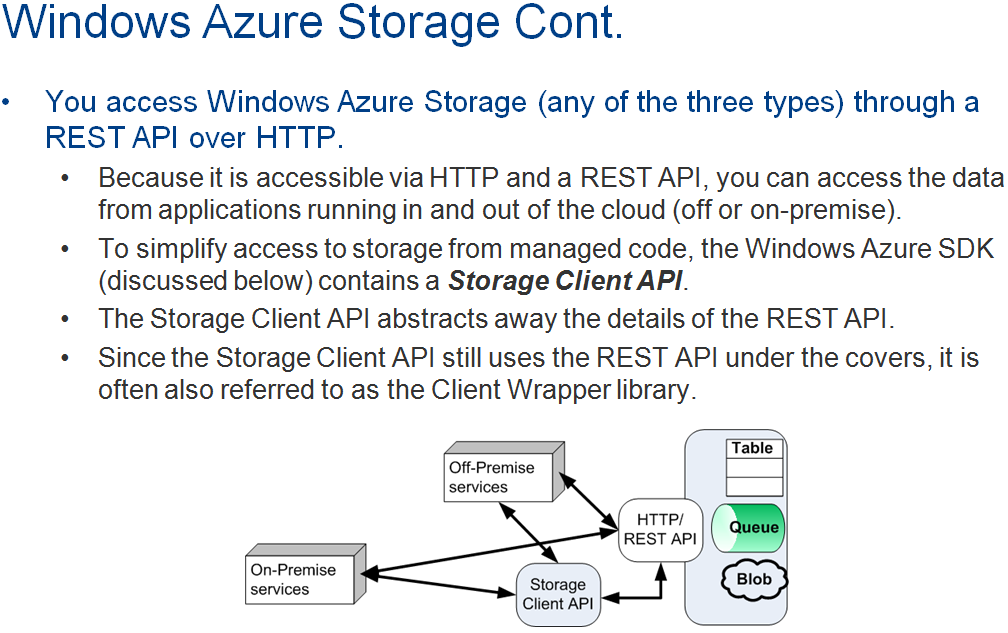 Windows Azure Storage Cont.
• You access Windows Azure Storage (any of the three types) through a
REST API over HTTP.
• Because it is accessible via HTTP and a REST API, you can access the data
from applications running in and out of the cloud (off or on-premise).
• To simplify access to storage from managed code, the Windows Azure SDK
(discussed below) contains a Storage Client API.
• The Storage Client API abstracts away the details of the REST API.
• Since the Storage Client API still uses the REST API under the covers, it is
often also referred to as the Client Wrapper library.
Table
Off-Premise
services
HTTP/
REST API
Queue
On-Premise
services
Storage
Client API
Blob